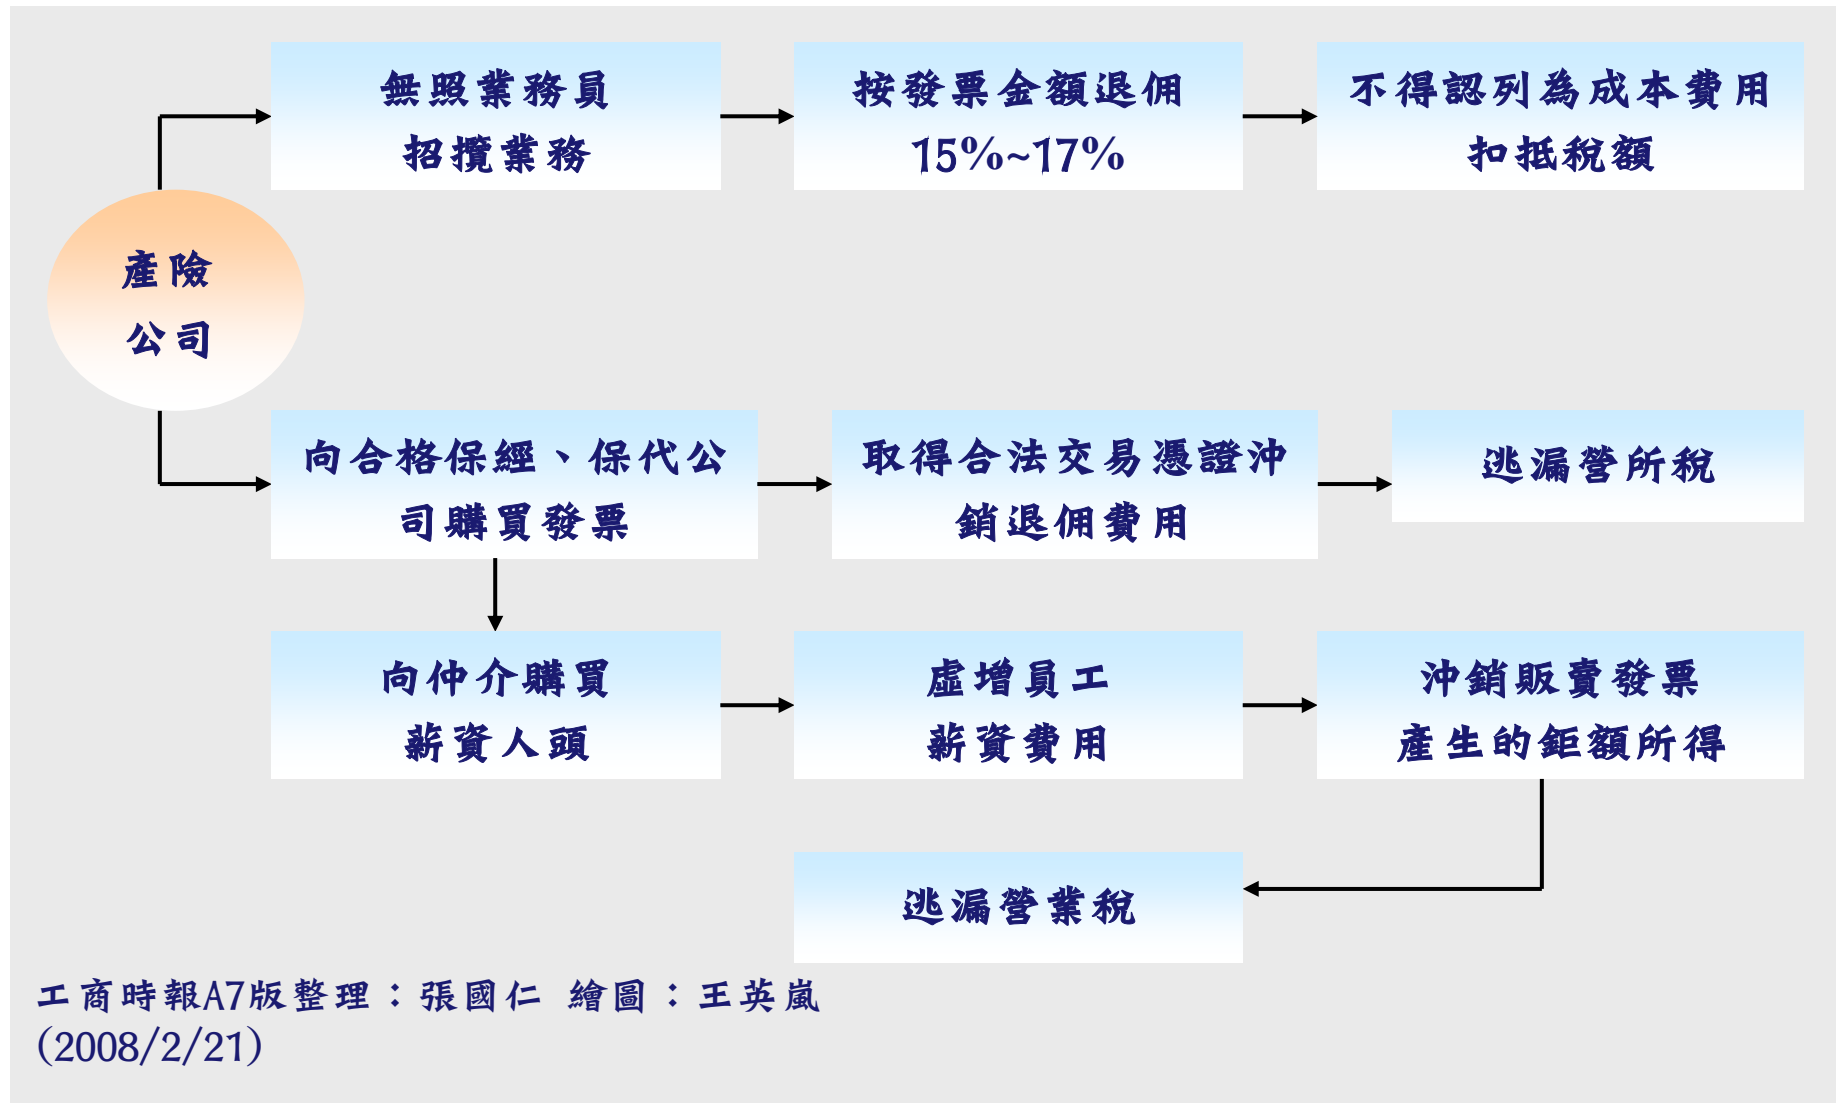 無照業務員
招攬業務
按發票金額退佣
15%~17%
不得認列為成本費用
扣抵稅額
產險
公司
向合格保經、保代公
司購買發票
取得合法交易憑證沖
銷退佣費用
逃漏營所稅
向仲介購買
薪資人頭
虛增員工
薪資費用
沖銷販賣發票
產生的鉅額所得
逃漏營業稅
工商時報A7版整理：張國仁 繪圖：王英嵐
(2008/2/21)